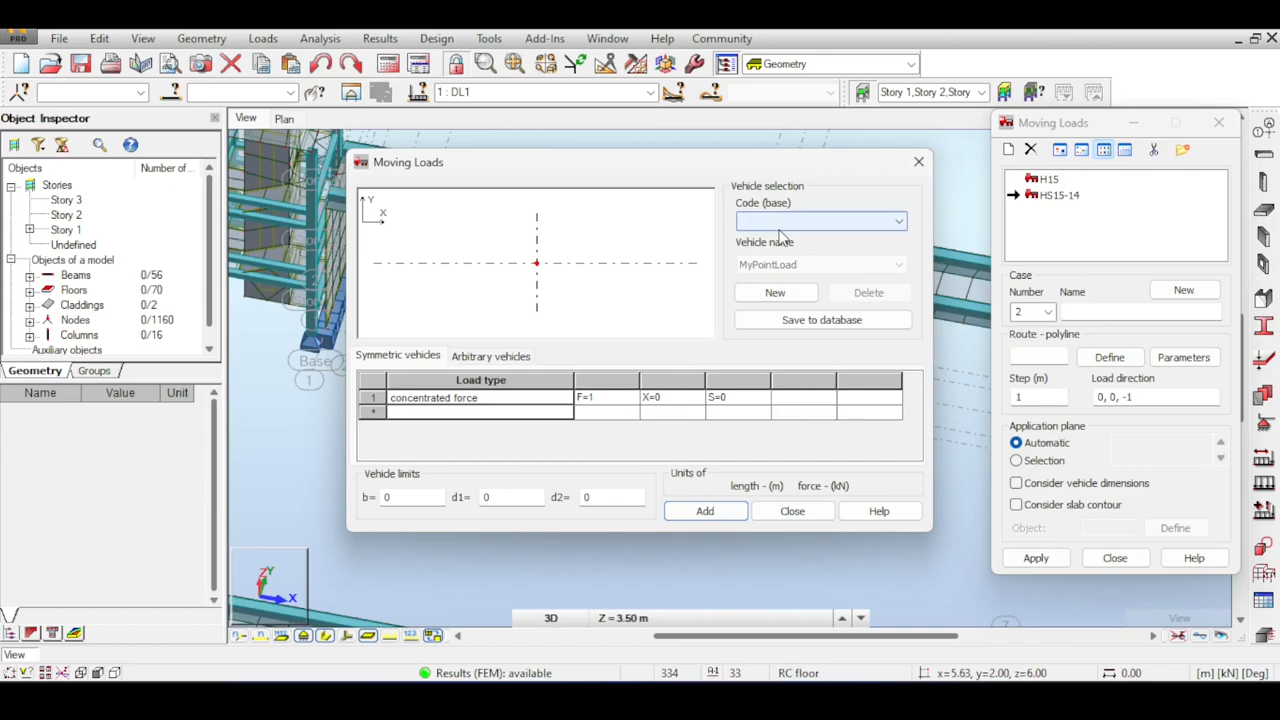 PRO File Edit View Geometry Loads Analysis Results Design Tools Add-Ins Window Help Community
Geometry
1 : DL1
Story 1,Story 2,Story
Object Inspector
View Plan
Objects Number of...
Stories
Story 3
Story 2
Story 1
Undefined
Objects of a model
Beams 0/56
Floors 0/70
Claddings 0/2
Nodes 0/1160
Columns 0/16
Auxiliary objects
Geometry Groups
Name Value Unit
Base
1
Moving Loads
Y
X
Vehicle selection
Code (base)
Vehicle name
MyPointLoad
New Delete
Save to database
Symmetric vehicles Arbitrary vehicles
Load type
1 concentrated force F=1 X=0 S=0
*
Vehicle limits
b= 0 d1= 0 d2= 0
Units of
length - (m) force - (kN)
Add Close Help
Moving Loads
H15
HS15-14
Case
Number Name New
2
Route - polyline
Define Parameters
Step (m) Load direction
1 0, 0, -1
Application plane
Automatic
Selection
Consider vehicle dimensions
Consider slab contour
Object: Define
Apply Close Help
Z Y
X
3D Z = 3.50 m
View
View
Results (FEM): available 334 33 RC floor x=5.63, y=2.00, z=6.00 0.00 [m] [kN] [Deg]